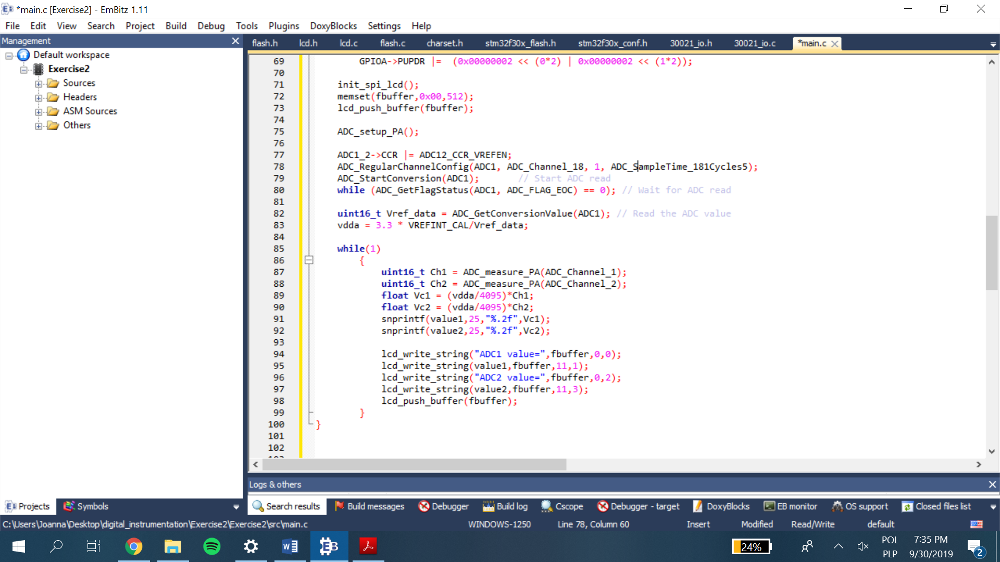 *main.c [Exercise2] - EmBitz 1.11
File Edit View Search Project Build Debug Tools Plugins DoxyBlocks Settings Help
Management
Default workspace
Exercise2
Sources
Headers
ASM Sources
Others
flash.h lcd.h lcd.c flash.c charset.h stm32f30x_flash.h stm32f30x_conf.h 30021_io.h 30021_io.c *main.c
69 GPIOA->PUPDR |= (0x00000002 << (0*2) | 0x00000002 << (1*2));
70
71 init_spi_lcd();
72 memset(fbuffer,0x00,512);
73 lcd_push_buffer(fbuffer);
74
75 ADC_setup_PA();
76
77 ADC1_2->CCR |= ADC12_CCR_VREFEN;
78 ADC_RegularChannelConfig(ADC1, ADC_Channel_18, 1, ADC_SampleTime_181Cycles5);
79 ADC_StartConversion(ADC1); // Start ADC read
80 while (ADC_GetFlagStatus(ADC1, ADC_FLAG_EOC) == 0); // Wait for ADC read
81
82 uint16_t Vref_data = ADC_GetConversionValue(ADC1); // Read the ADC value
83 vdda = 3.3 * VREFINT_CAL/Vref_data;
84
85 while(1)
86 {
87 uint16_t Ch1 = ADC_measure_PA(ADC_Channel_1);
88 uint16_t Ch2 = ADC_measure_PA(ADC_Channel_2);
89 float Vc1 = (vdda/4095)*Ch1;
90 float Vc2 = (vdda/4095)*Ch2;
91 snprintf(value1,25,"%.2f",Vc1);
92 snprintf(value2,25,"%.2f",Vc2);
93
94 lcd_write_string("ADC1 value=",fbuffer,0,0);
95 lcd_write_string(value1,fbuffer,11,1);
96 lcd_write_string("ADC2 value=",fbuffer,0,2);
97 lcd_write_string(value2,fbuffer,11,3);
98 lcd_push_buffer(fbuffer);
99 }
100 }
101
102
Logs & others
Projects Symbols
Search results Build messages Debugger Build log Cscope Debugger - target DoxyBlocks EB monitor OS support Closed files list
C:\Users\Joanna\Desktop\digital_instrumentation\Exercise2\Exercise2\src\main.c WINDOWS-1250 Line 78, Column 60 Insert Modified Read/Write default
24% POL 7:35 PM
PLP 9/30/2019 2